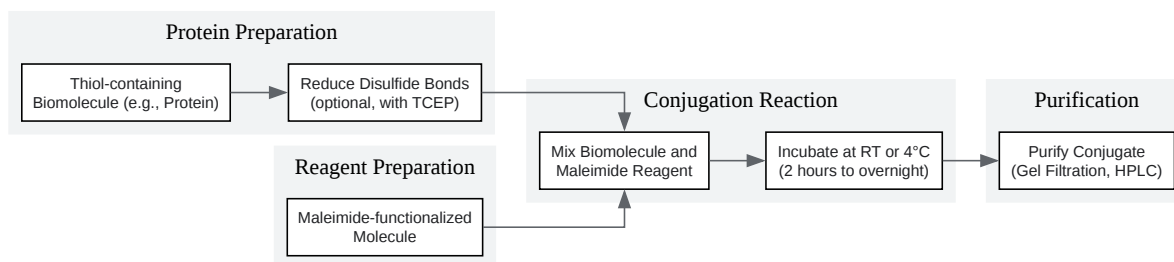 Protein Preparation
Thiol-containing
Biomolecule (e.g., Protein)
Reduce Disulfide Bonds
(optional, with TCEP)
Reagent Preparation
Maleimide-functionalized
Molecule
Conjugation Reaction
Mix Biomolecule and
Maleimide Reagent
Incubate at RT or 4°C
(2 hours to overnight)
Purification
Purify Conjugate
(Gel Filtration, HPLC)